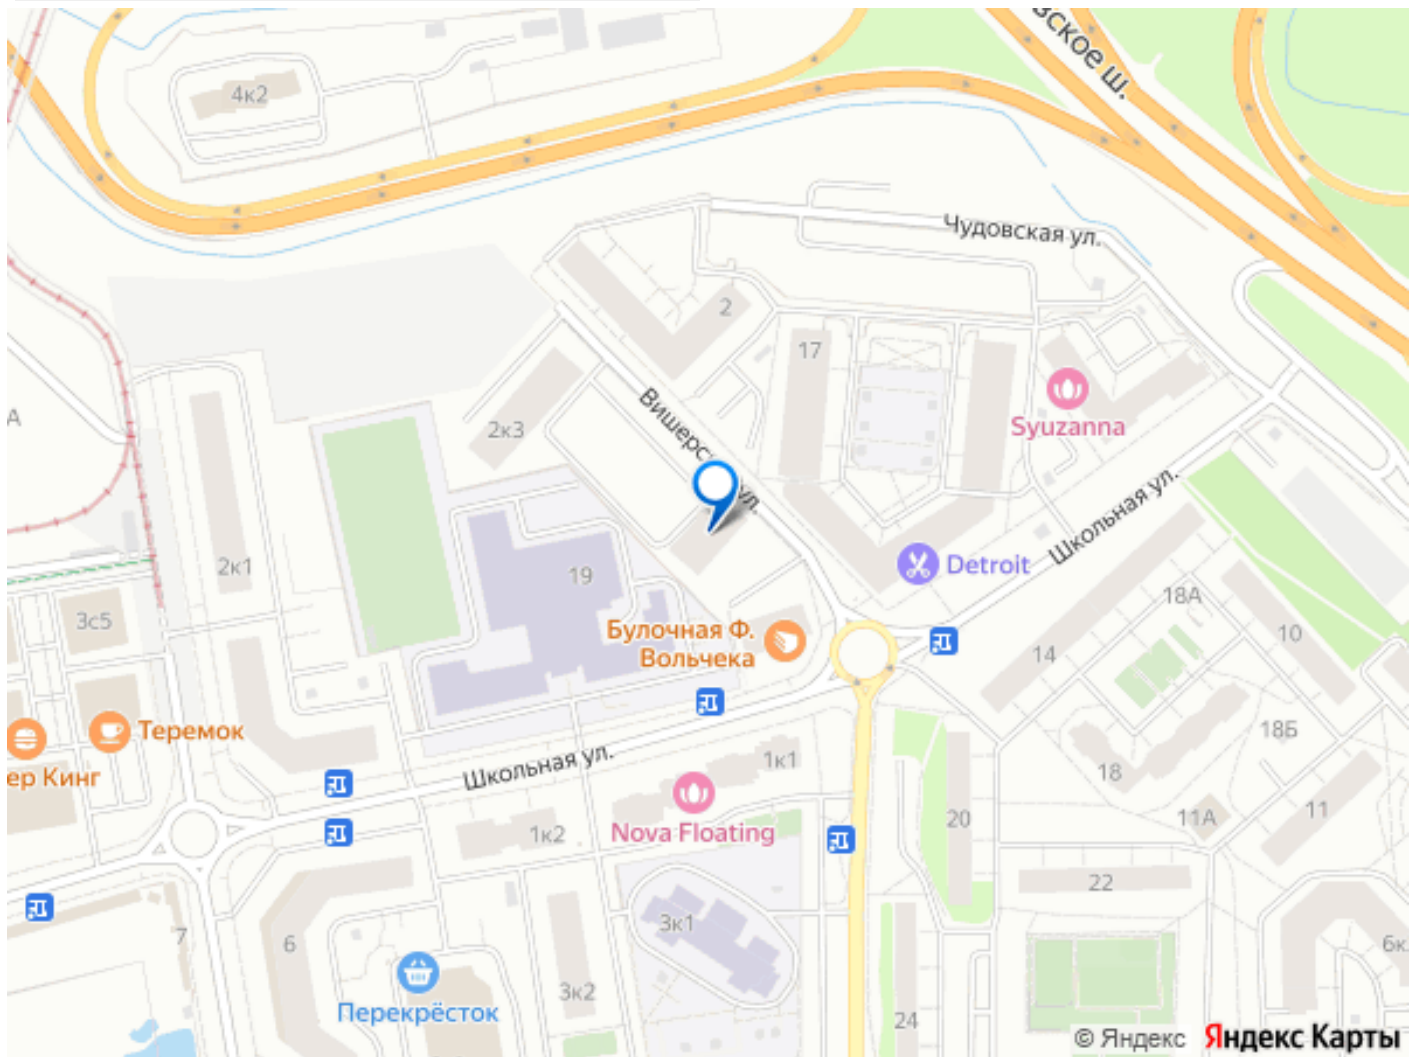 вское ш.
4к2
Чудовская ул.
2
17
Вишерс
ул.
Syuzanna
2к3
А
Школьная ул.
2к1
19
Detroit
18А
3с5
10
Булочная Ф.
Вольчека
14
Теремок
18Б
ер Кинг
Школьная ул.
1к1
18
Nova Floating
20
11А
11
1к2
22
3к1
7
6
6к
3к2
Перекрёсток
24
© Яндекс Яндекс Карты